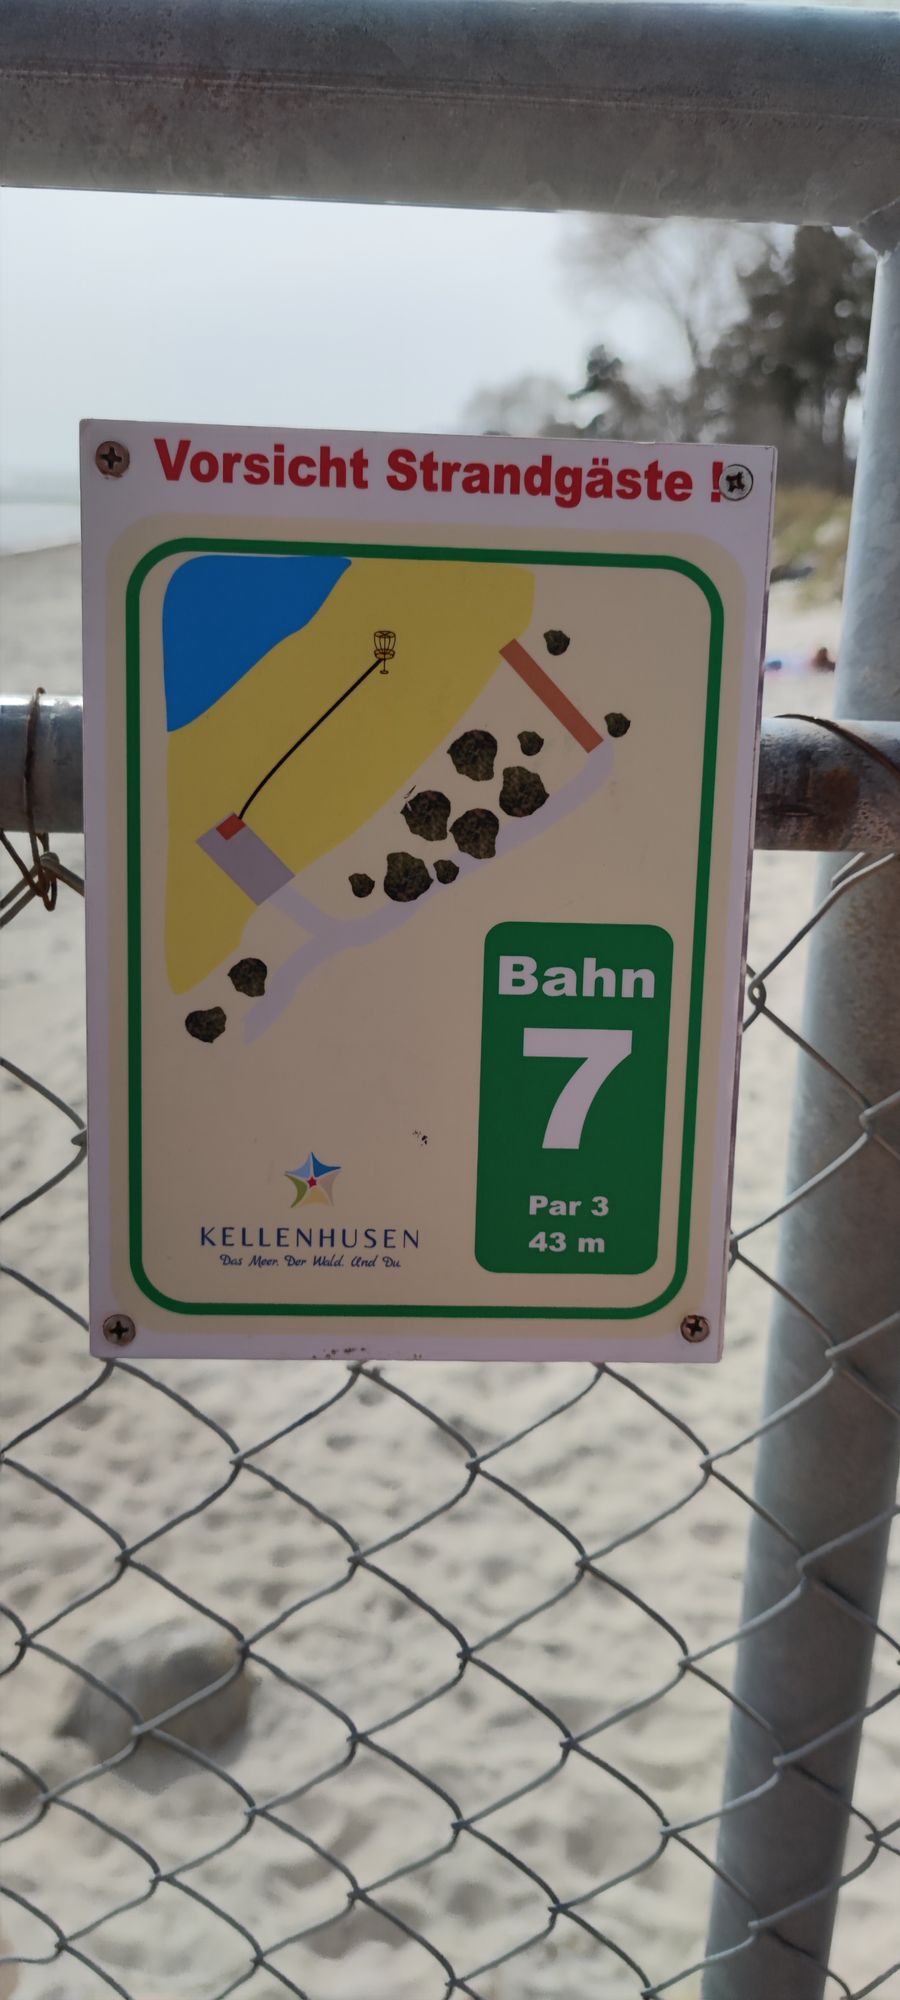 Vorsicht Strandgäste !
Bahn
7
Par 3
43 m
KELLENHUSEN
Das Meer. Der Wald. Und Du.